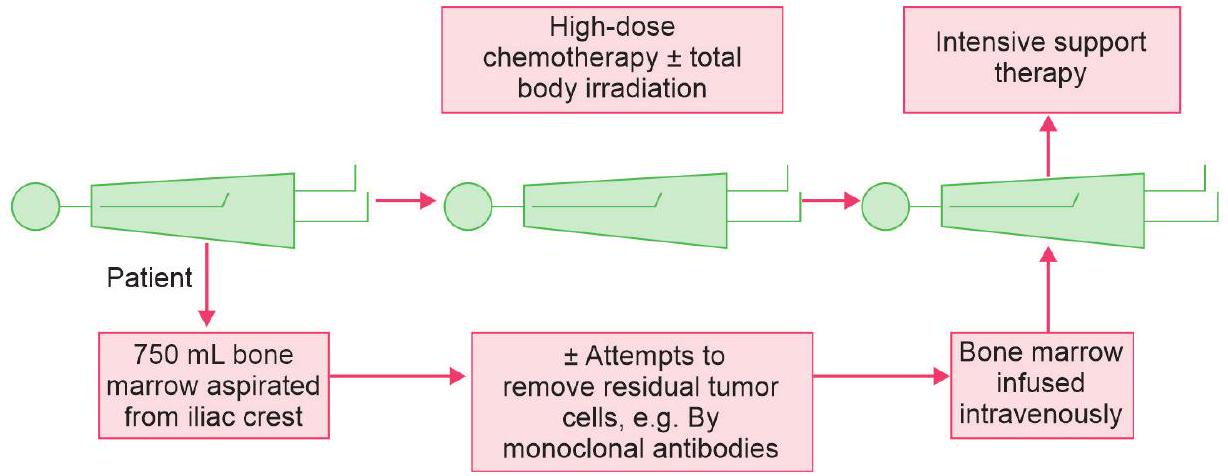 High-dose
chemotherapy ± total
body irradiation
Intensive support
therapy
Patient
750 mL bone
marrow aspirated
from iliac crest
± Attempts to
remove residual tumor
cells, e.g. By
monoclonal antibodies
Bone marrow
infused
intravenously